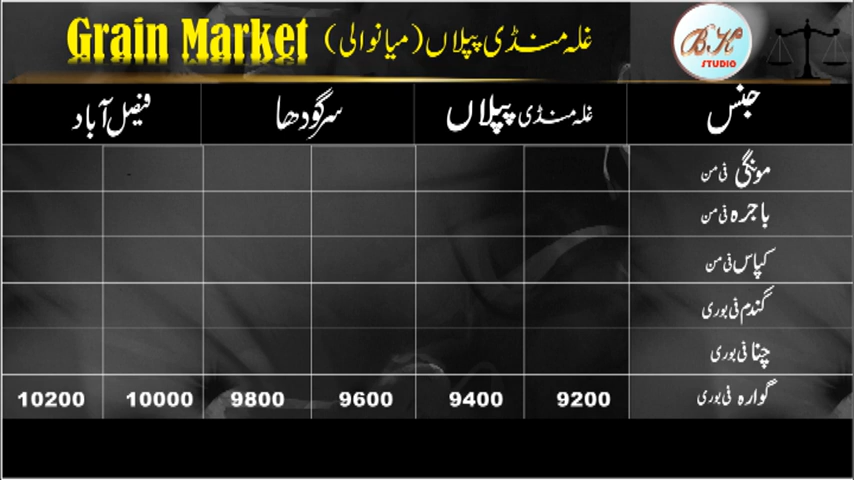 Grain Market غلہ منڈی پپلاں (میانوالی)
BK
STUDIO
جنس غلہ منڈی پپلاں سرگودھا فیصل آباد
مونگی فی من
باجرہ فی من
کپاس فی من
گندم فی بوری
چنا فی بوری
گوارہ فی بوری 9200 9400 9600 9800 10000 10200